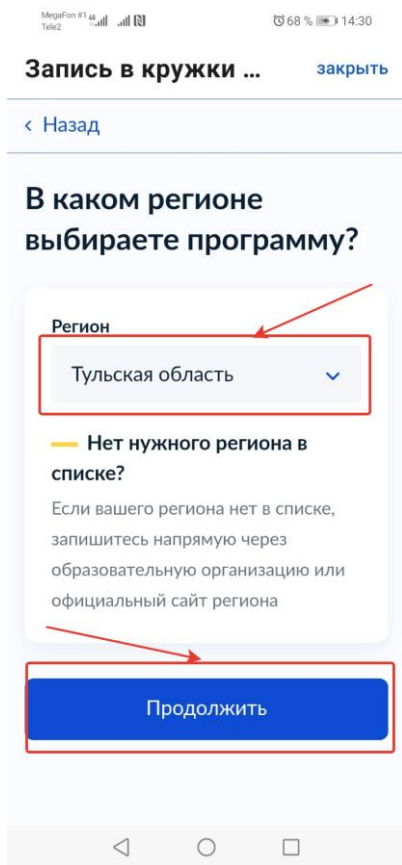 MegaFon #1 46 68 % 14:30
Tele2
Запись в кружки ... закрыть
< Назад
В каком регионе
выбираете программу?
Регион
Тульская область
Нет нужного региона в
списке?
Если вашего региона нет в списке,
запишитесь напрямую через
образовательную организацию или
официальный сайт региона
Продолжить